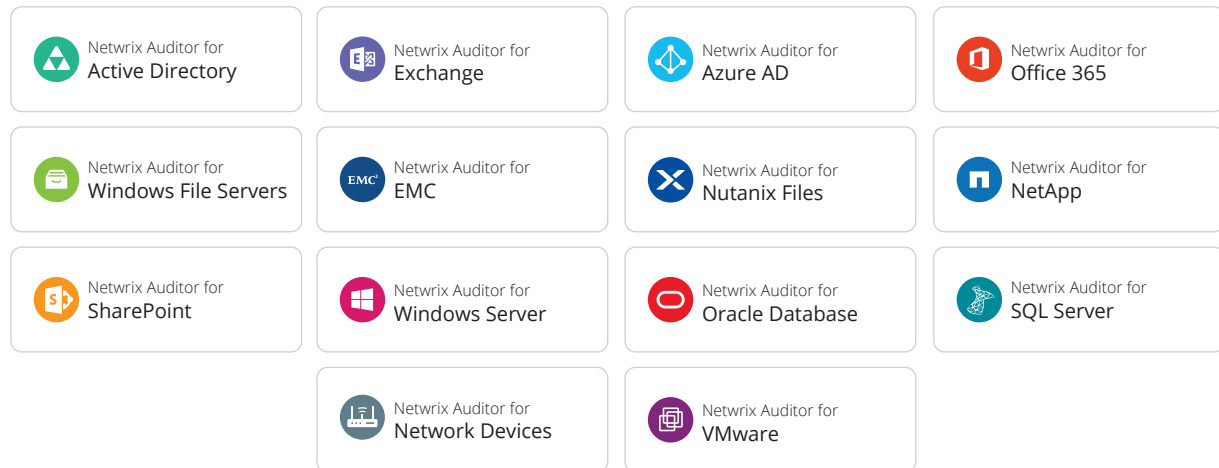 Netwrix Auditor for
Active Directory
Netwrix Auditor for
Exchange
Netwrix Auditor for
Azure AD
Netwrix Auditor for
Office 365
Netwrix Auditor for
Windows File Servers
EMC²
Netwrix Auditor for
EMC
Netwrix Auditor for
Nutanix Files
Netwrix Auditor for
NetApp
S
Netwrix Auditor for
SharePoint
Netwrix Auditor for
Windows Server
Netwrix Auditor for
Oracle Database
Netwrix Auditor for
SQL Server
Netwrix Auditor for
Network Devices
Netwrix Auditor for
VMware